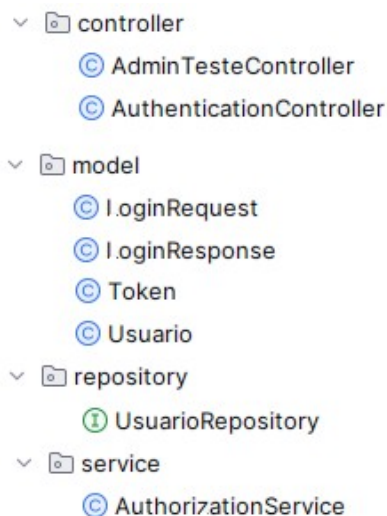 controller
AdminTesteController
AuthenticationController
model
LoginRequest
LoginResponse
Token
Usuario
repository
UsuarioRepository
service
AuthorizationService